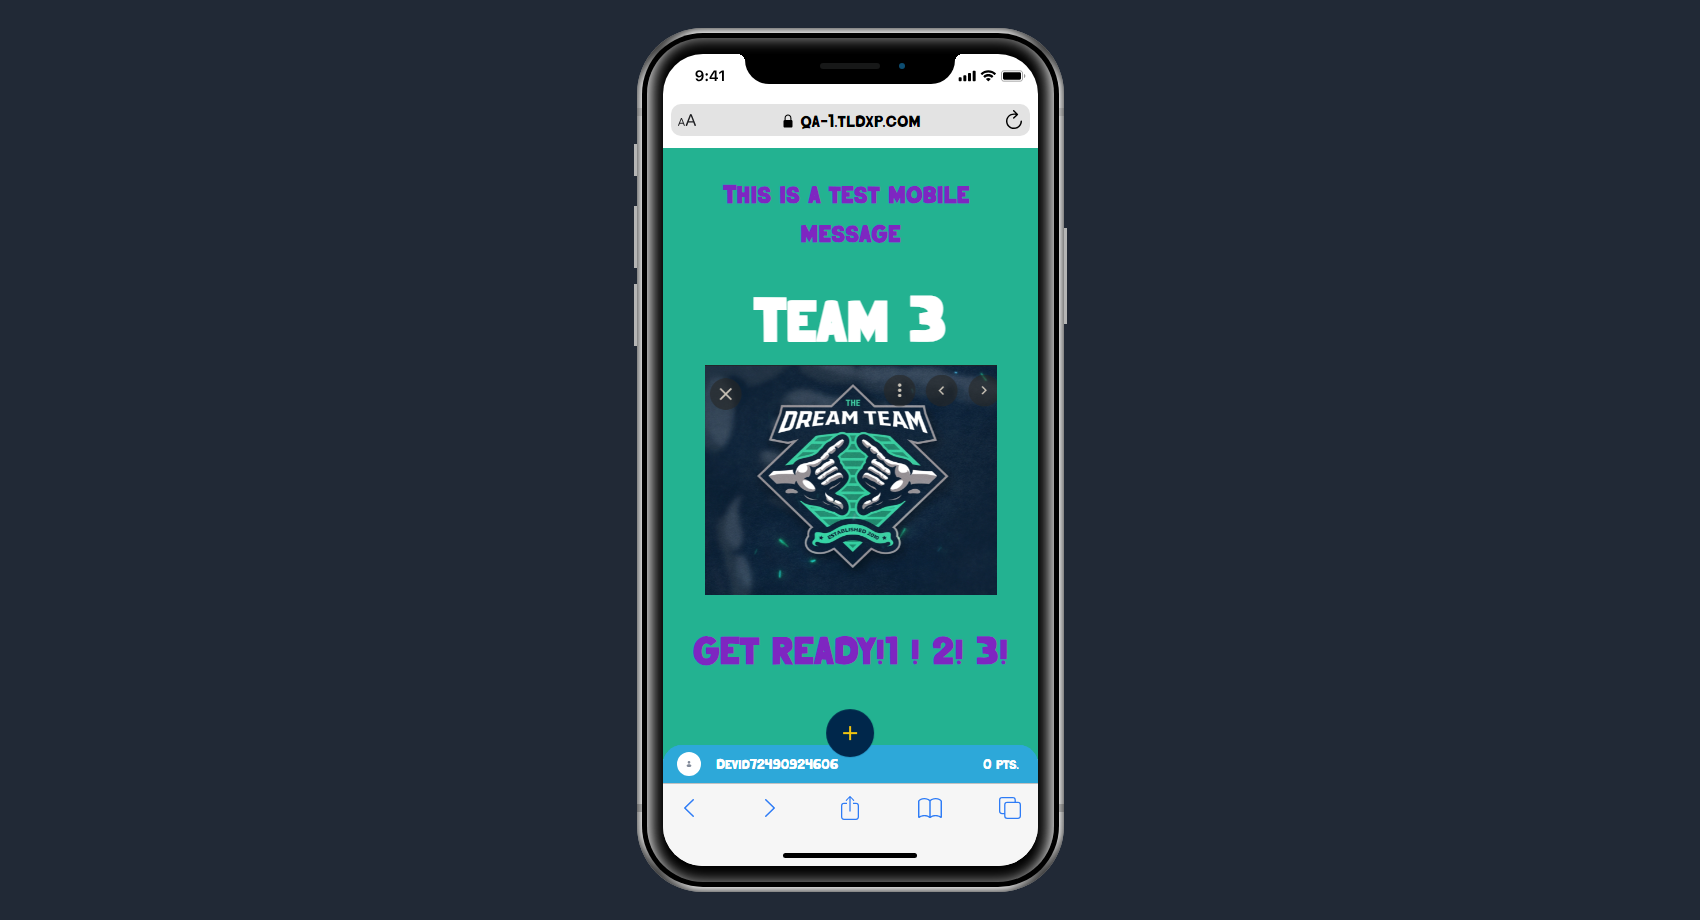 9:41
AA
QA-1.TLDXP.COM
THIS IS A TEST MOBILE
MESSAGE
TEAM 3
THE
DREAM TEAM
ESTABLISHED 2016
GET READY!1 ! 2! 3!
DEVID72490924606
0 PTS.